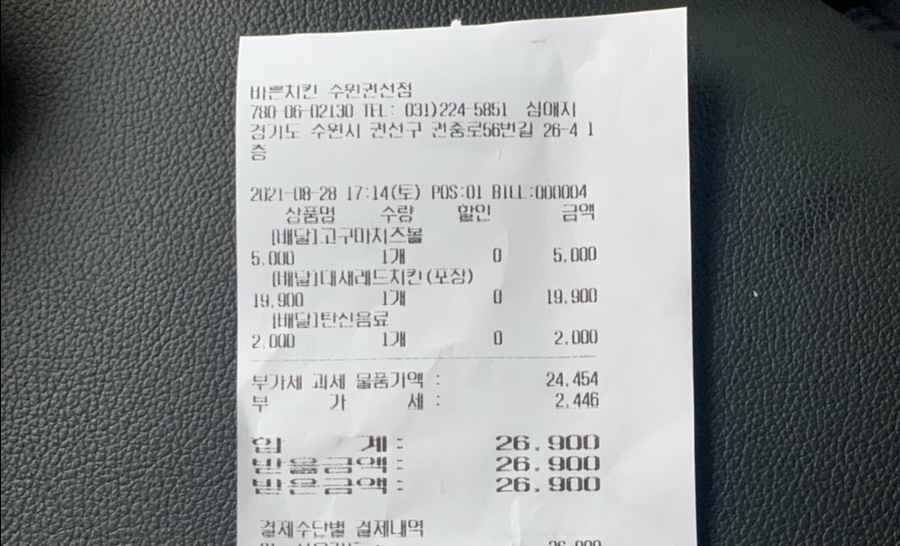 바른치킨 수원권선점
780-06-02130 TEL: 031)224-5851 심애지
경기도 수원시 권선구 권중로56번길 26-4 1
층
2021-08-28 17:14(토) POS:01 BILL:000004
상품명 수량 할인 금액
[배달]고구마치즈볼
5,000 1개 0 5,000
[배달]대새레드치킨(포장)
19,900 1개 0 19,900
[배달]탄산음료
2,000 1개 0 2,000
부가세 과세 물품가액 : 24,454
부 가 세 : 2,446
합 계 : 26,900
받을금액 : 26,900
받은금액 : 26,900
결제수단별 결제내역